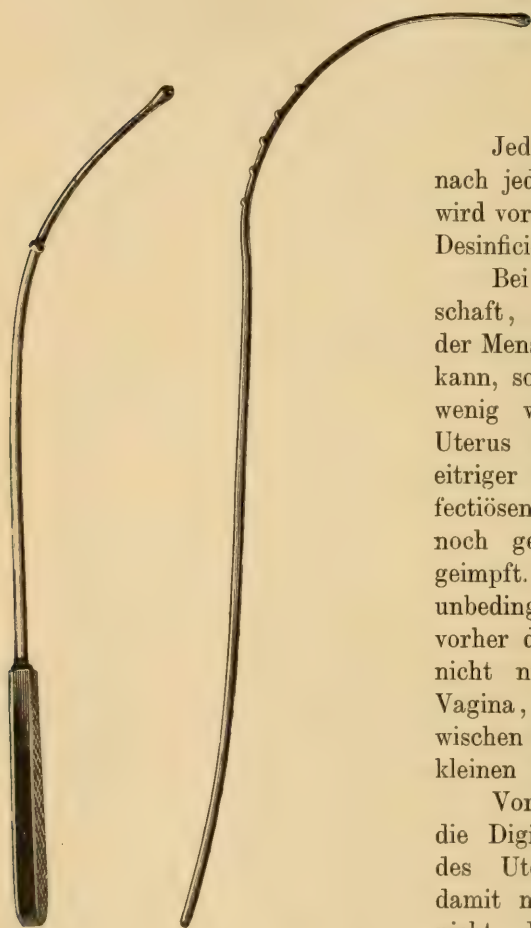 Jed
nach jed
wird vor
Desinfici
Bei
schaft,
der Mens
kann, so
wenig w
Uterus
eitriger
fectiösen
noch ge
geimpft.
unbeding
vorher d
nicht n
Vagina,
wischen
kleinen
Vor
die Digi
des Ute
damit n